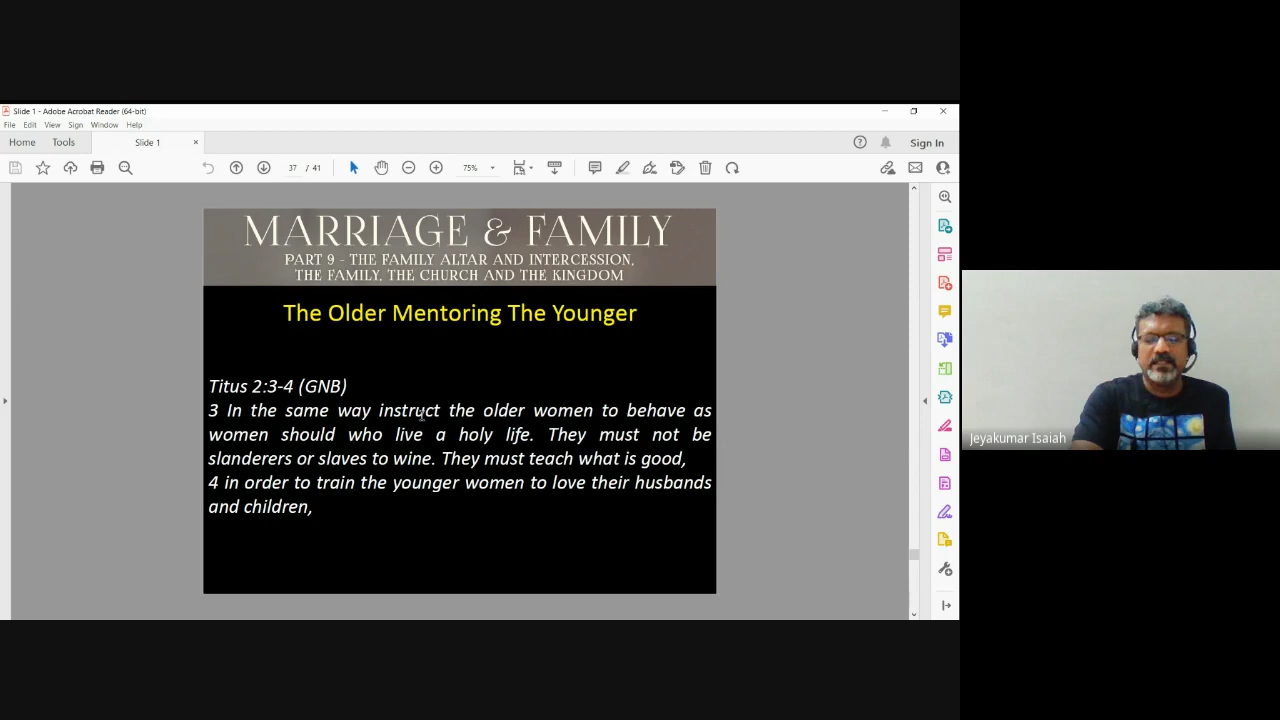 Slide 1 - Adobe Acrobat Reader (64-bit)
File Edit View Sign Window Help
Home Tools Slide 1 × Sign In
37 / 41 75%
MARRIAGE & FAMILY
PART 9 - THE FAMILY ALTAR AND INTERCESSION,
THE FAMILY, THE CHURCH AND THE KINGDOM
The Older Mentoring The Younger
Titus 2:3-4 (GNB)
3 In the same way instruct the older women to behave as
women should who live a holy life. They must not be
slanderers or slaves to wine. They must teach what is good,
4 in order to train the younger women to love their husbands
and children,
Jeyakumar Isaiah